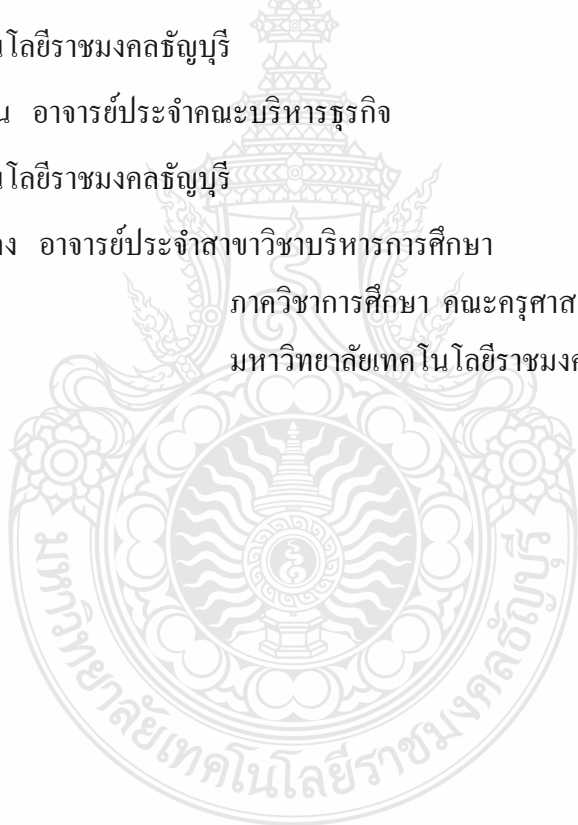 นโลยีราชมงคลธัญบุรี
น อาจารย์ประจำคณะบริหารธุรกิจ
นโลยีราชมงคลธัญบุรี
าง อาจารย์ประจำสาขาวิชาบริหารการศึกษา
ภาควิชาการศึกษา คณะครุศาส
มหาวิทยาลัยเทคโนโลยีราชมงค
มหาวิทยาลัยเทคโนโลยีราชมงคลธัญบุรี